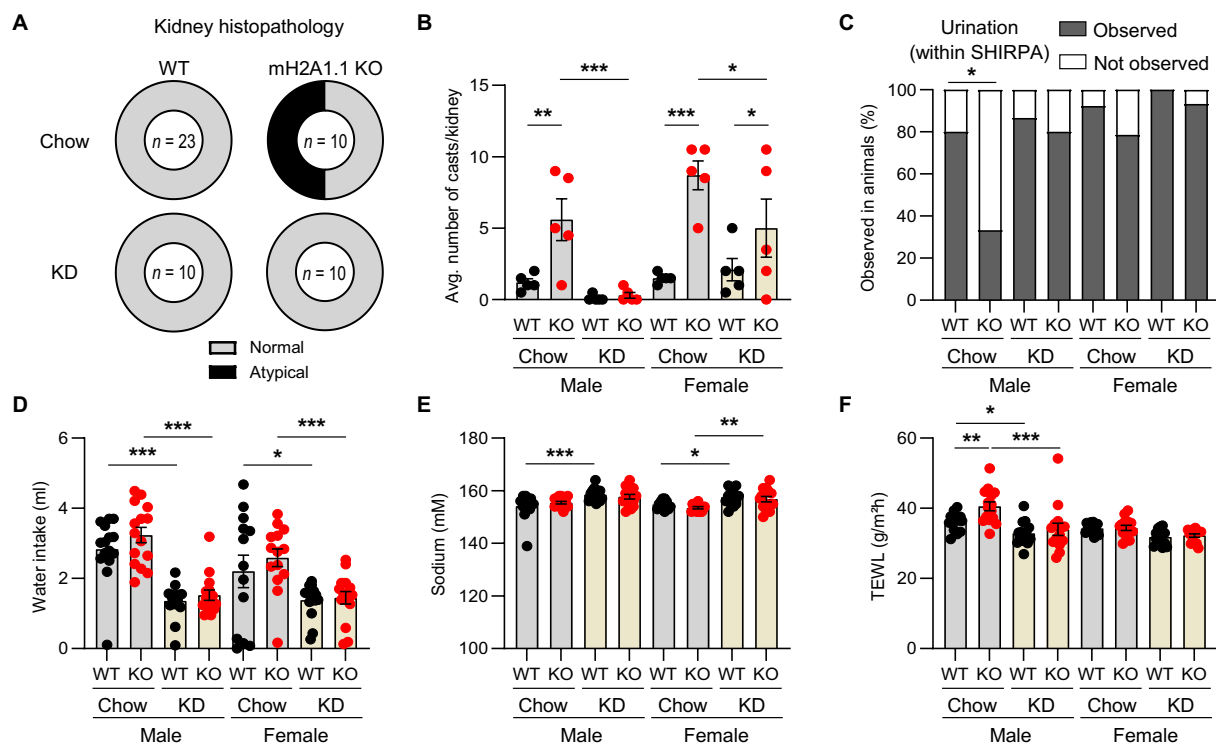 A
Kidney histopathology
WT
mH2A1.1 KO
Chow
n = 23
n = 10
KD
n = 10
n = 10
Normal
Atypical
B
Avg. number of casts/kidney
15
10
5
0
***
*
**
***
*
WT KO WT KO WT KO WT KO
Chow KD Chow KD
Male Female
C
Urination
(within SHIRPA)
Observed
Not observed
Observed in animals (%)
100
80
60
40
20
0
*
WT KO WT KO WT KO WT KO
Chow KD Chow KD
Male Female
D
Water intake (ml)
6
4
2
0
***
***
***
*
WT KO WT KO WT KO WT KO
Chow KD Chow KD
Male Female
E
Sodium (mM)
200
180
160
140
120
100
**
***
*
WT KO WT KO WT KO WT KO
Chow KD Chow KD
Male Female
F
TEWL (g/m²h)
60
40
20
0
*
**
***
WT KO WT KO WT KO WT KO
Chow KD Chow KD
Male Female